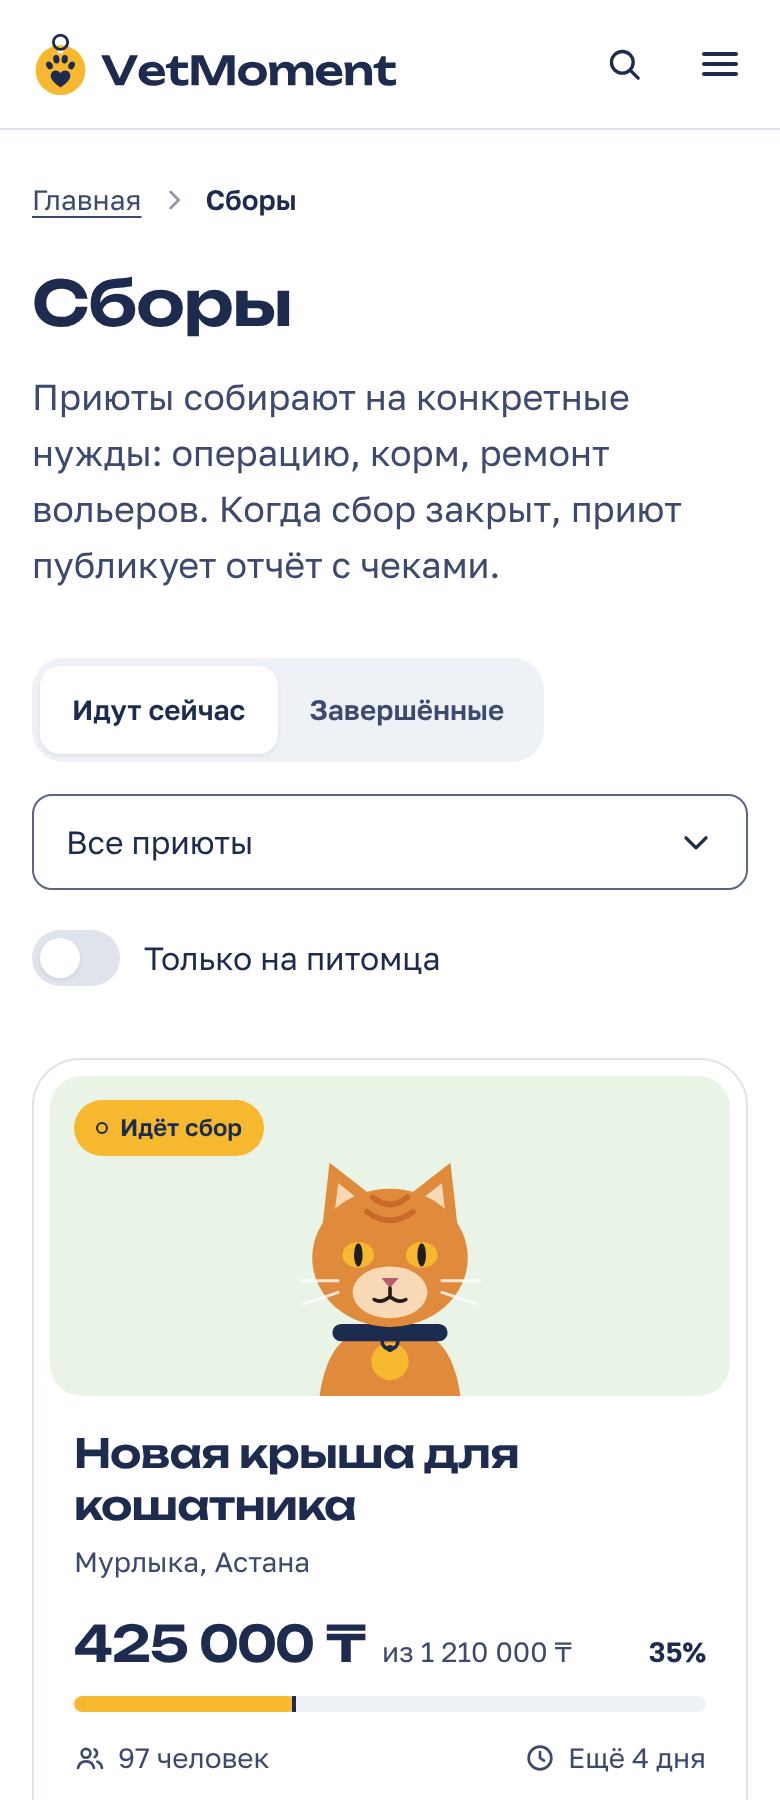 VetMoment
Главная > Сборы
Сборы
Приюты собирают на конкретные
нужды: операцию, корм, ремонт
вольеров. Когда сбор закрыт, приют
публикует отчёт с чеками.
Идут сейчас Завершённые
Все приюты
Только на питомца
Идёт сбор
Новая крыша для
кошатника
Мурлыка, Астана
425 000 ₸ из 1 210 000 ₸ 35%
97 человек Ещё 4 дня